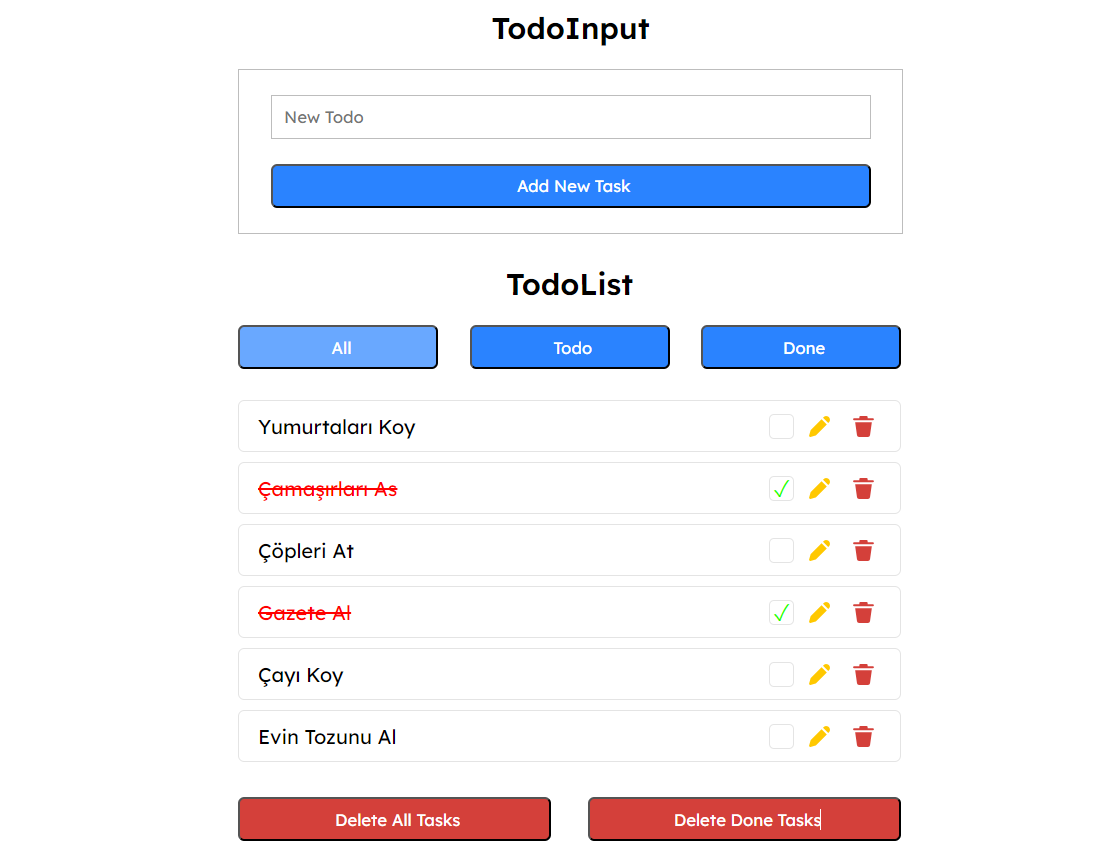 TodoInput
New Todo
Add New Task
TodoList
All Todo Done
Yumurtaları Koy
Çamaşırları As
Çöpleri At
Gazete Al
Çayı Koy
Evin Tozunu Al
Delete All Tasks Delete Done Tasks